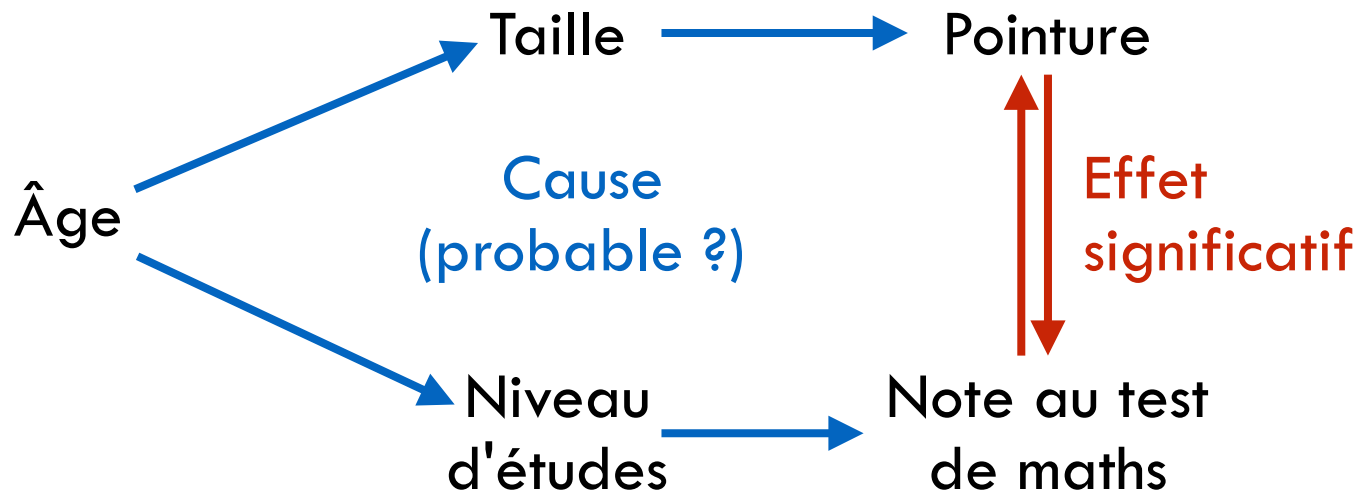 Taille
Pointure
Âge
Cause
(probable ?)
Effet
significatif
Niveau
d'études
Note au test
de maths